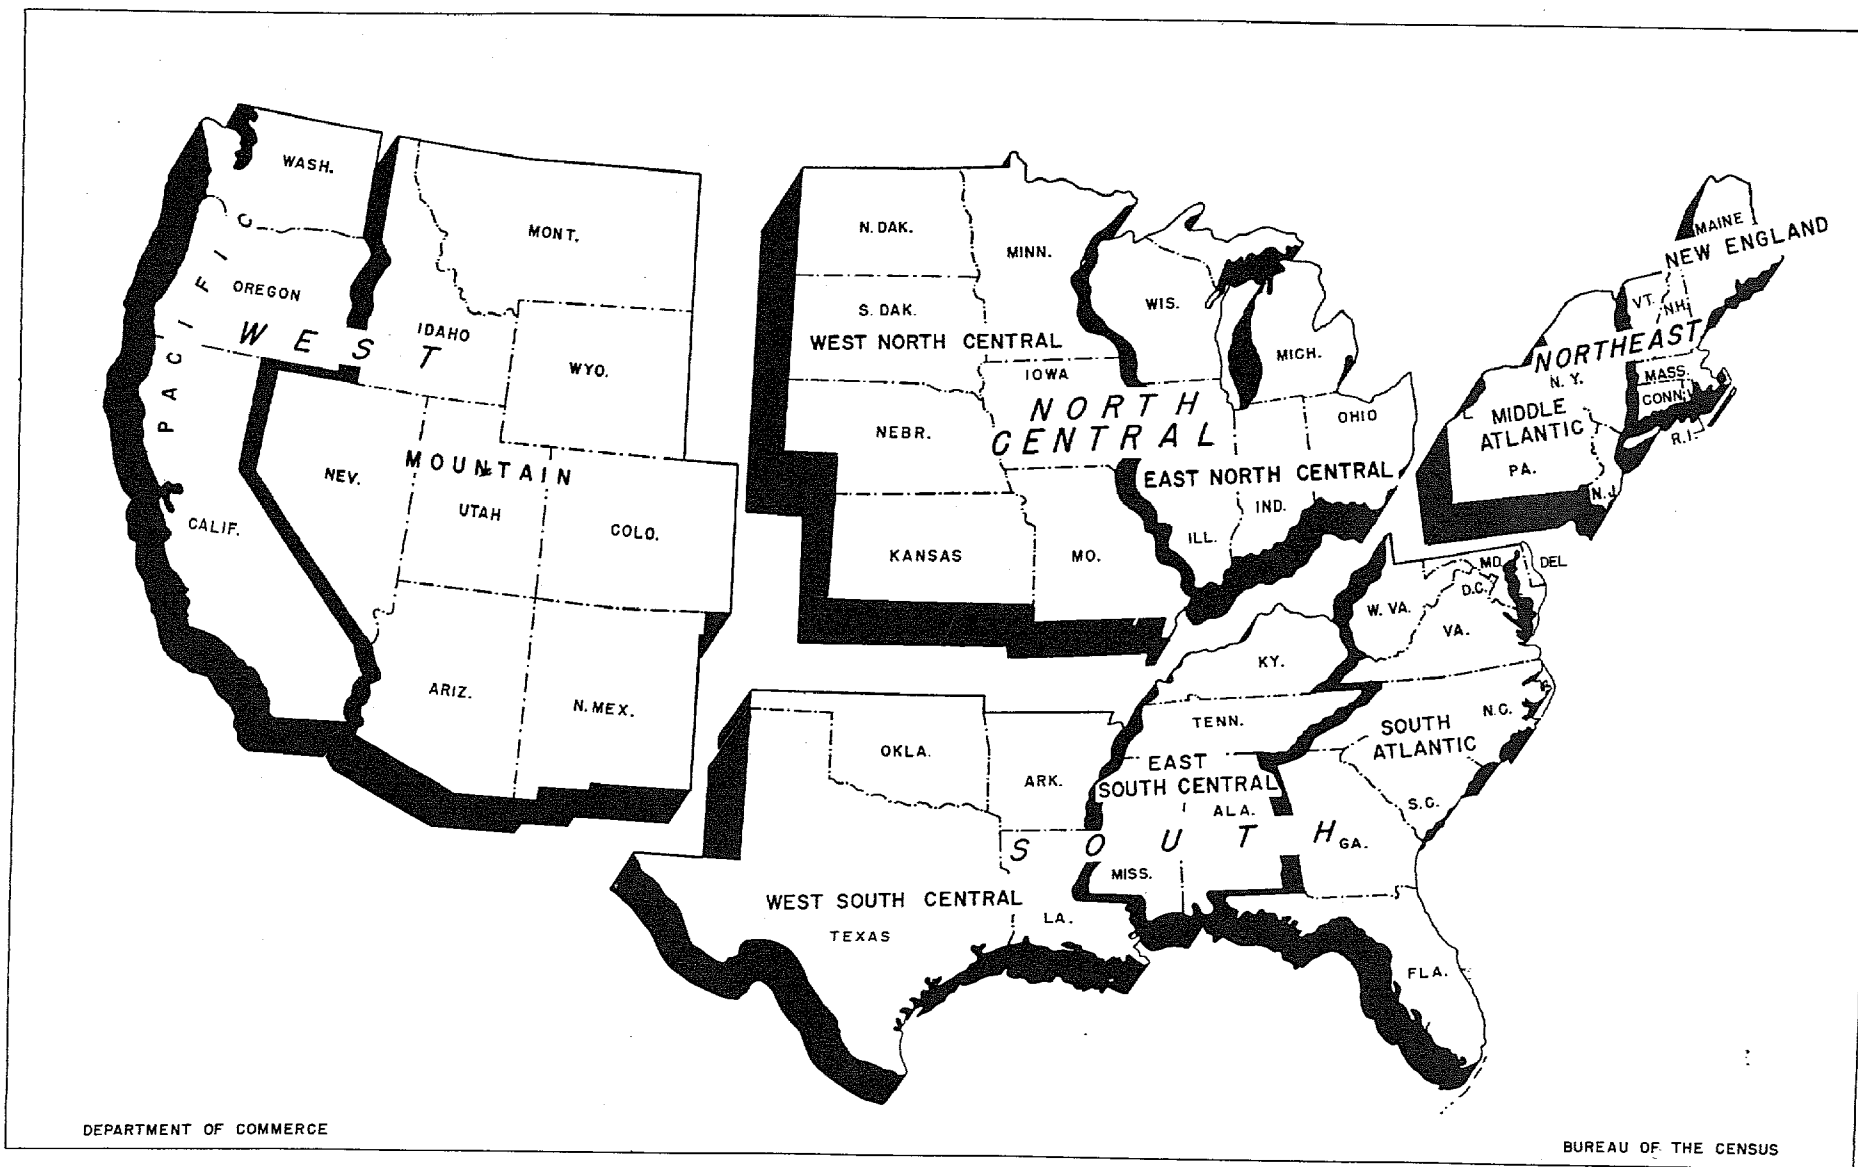 WASH.
MONT.
OREGON
PACIFIC
WEST
IDAHO
WYO.
NEV.
MOUNTAIN
UTAH
COLO.
CALIF.
ARIZ.
N. MEX.
N. DAK.
MINN.
S. DAK.
WEST NORTH CENTRAL
IOWA
NEBR.
KANSAS
MO.
NORTH
CENTRAL
WIS.
MICH.
OHIO
EAST NORTH CENTRAL
IND.
ILL.
MAINE
NEW ENGLAND
VT.
N.H.
NORTHEAST
N. Y.
MASS.
CONN.
R.I.
MIDDLE
ATLANTIC
PA.
N.J.
MD.
DEL.
D.C.
W. VA.
VA.
KY.
TENN.
N.C.
SOUTH
ATLANTIC
EAST
SOUTH CENTRAL
S.C.
ALA.
GA.
MISS.
SOUTH
OKLA.
ARK.
WEST SOUTH CENTRAL
LA.
TEXAS
FLA.
DEPARTMENT OF COMMERCE
BUREAU OF THE CENSUS